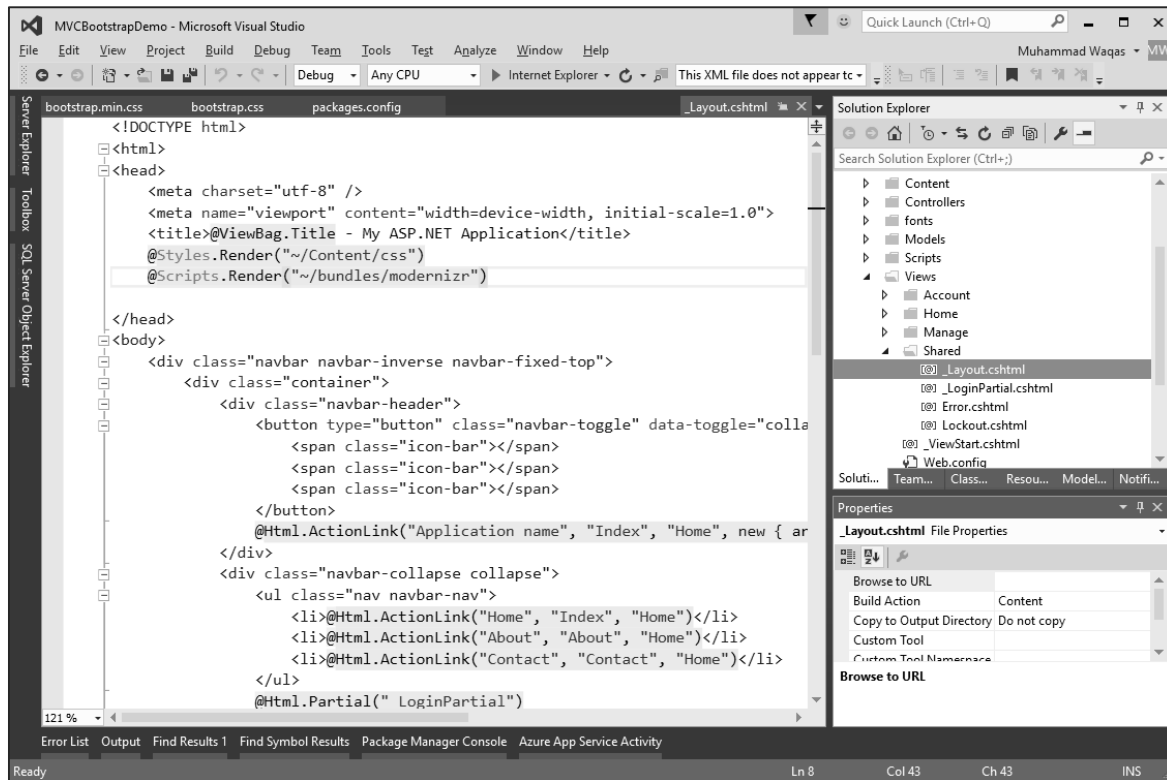 MVCBootstrapDemo - Microsoft Visual Studio
Quick Launch (Ctrl+Q)
File Edit View Project Build Debug Team Tools Test Analyze Window Help
Muhammad Waqas MW
Debug Any CPU Internet Explorer This XML file does not appear tc
Server Explorer
Toolbox
SQL Server Object Explorer
bootstrap.min.css bootstrap.css packages.config _Layout.cshtml
<!DOCTYPE html>
<html>
<head>
<meta charset="utf-8" />
<meta name="viewport" content="width=device-width, initial-scale=1.0">
<title>@ViewBag.Title - My ASP.NET Application</title>
@Styles.Render("~/Content/css")
@Scripts.Render("~/bundles/modernizr")
</head>
<body>
<div class="navbar navbar-inverse navbar-fixed-top">
<div class="container">
<div class="navbar-header">
<button type="button" class="navbar-toggle" data-toggle="colla
<span class="icon-bar"></span>
<span class="icon-bar"></span>
<span class="icon-bar"></span>
</button>
@Html.ActionLink("Application name", "Index", "Home", new { ar
</div>
<div class="navbar-collapse collapse">
<ul class="nav navbar-nav">
<li>@Html.ActionLink("Home", "Index", "Home")</li>
<li>@Html.ActionLink("About", "About", "Home")</li>
<li>@Html.ActionLink("Contact", "Contact", "Home")</li>
</ul>
@Html.Partial(" LoginPartial")
121 %
Solution Explorer
Search Solution Explorer (Ctrl+;)
Content
Controllers
fonts
Models
Scripts
Views
Account
Home
Manage
Shared
_Layout.cshtml
_LoginPartial.cshtml
Error.cshtml
Lockout.cshtml
_ViewStart.cshtml
Web.config
Soluti... Team... Class... Resou... Model... Notifi...
Properties
_Layout.cshtml File Properties
Browse to URL
Build Action Content
Copy to Output Directory Do not copy
Custom Tool
Custom Tool Namespace
Browse to URL
Error List Output Find Results 1 Find Symbol Results Package Manager Console Azure App Service Activity
Ready Ln 8 Col 43 Ch 43 INS